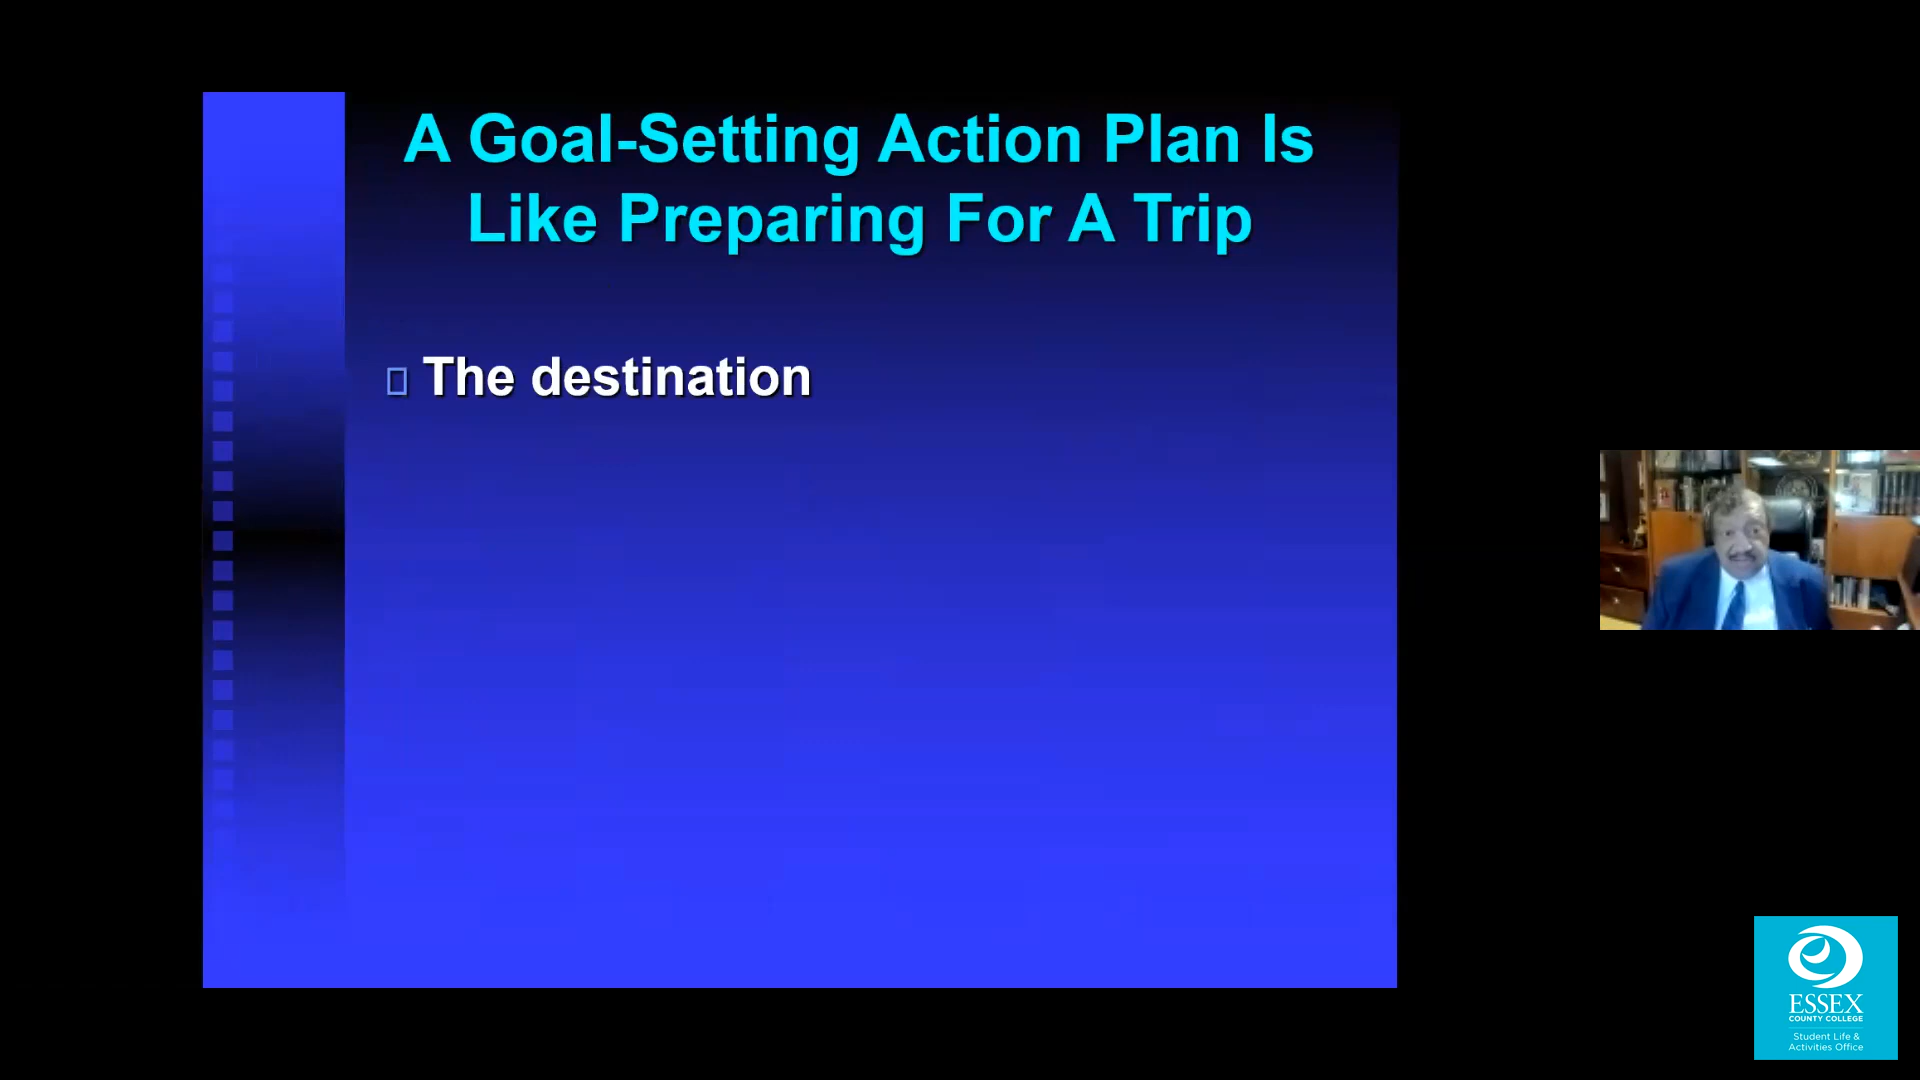 A Goal-Setting Action Plan Is
Like Preparing For A Trip
The destination
ESSEX
COUNTY COLLEGE
Student Life &
Activities Office